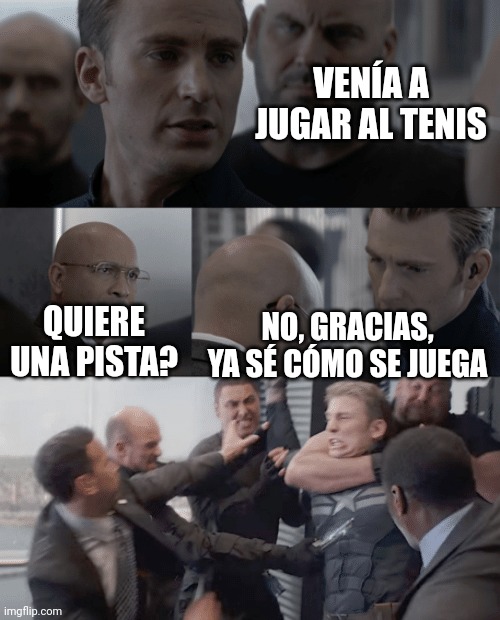 VENÍA A
JUGAR AL TENIS
QUIERE
UNA PISTA?
NO, GRACIAS,
YA SÉ CÓMO SE JUEGA
imgflip.com